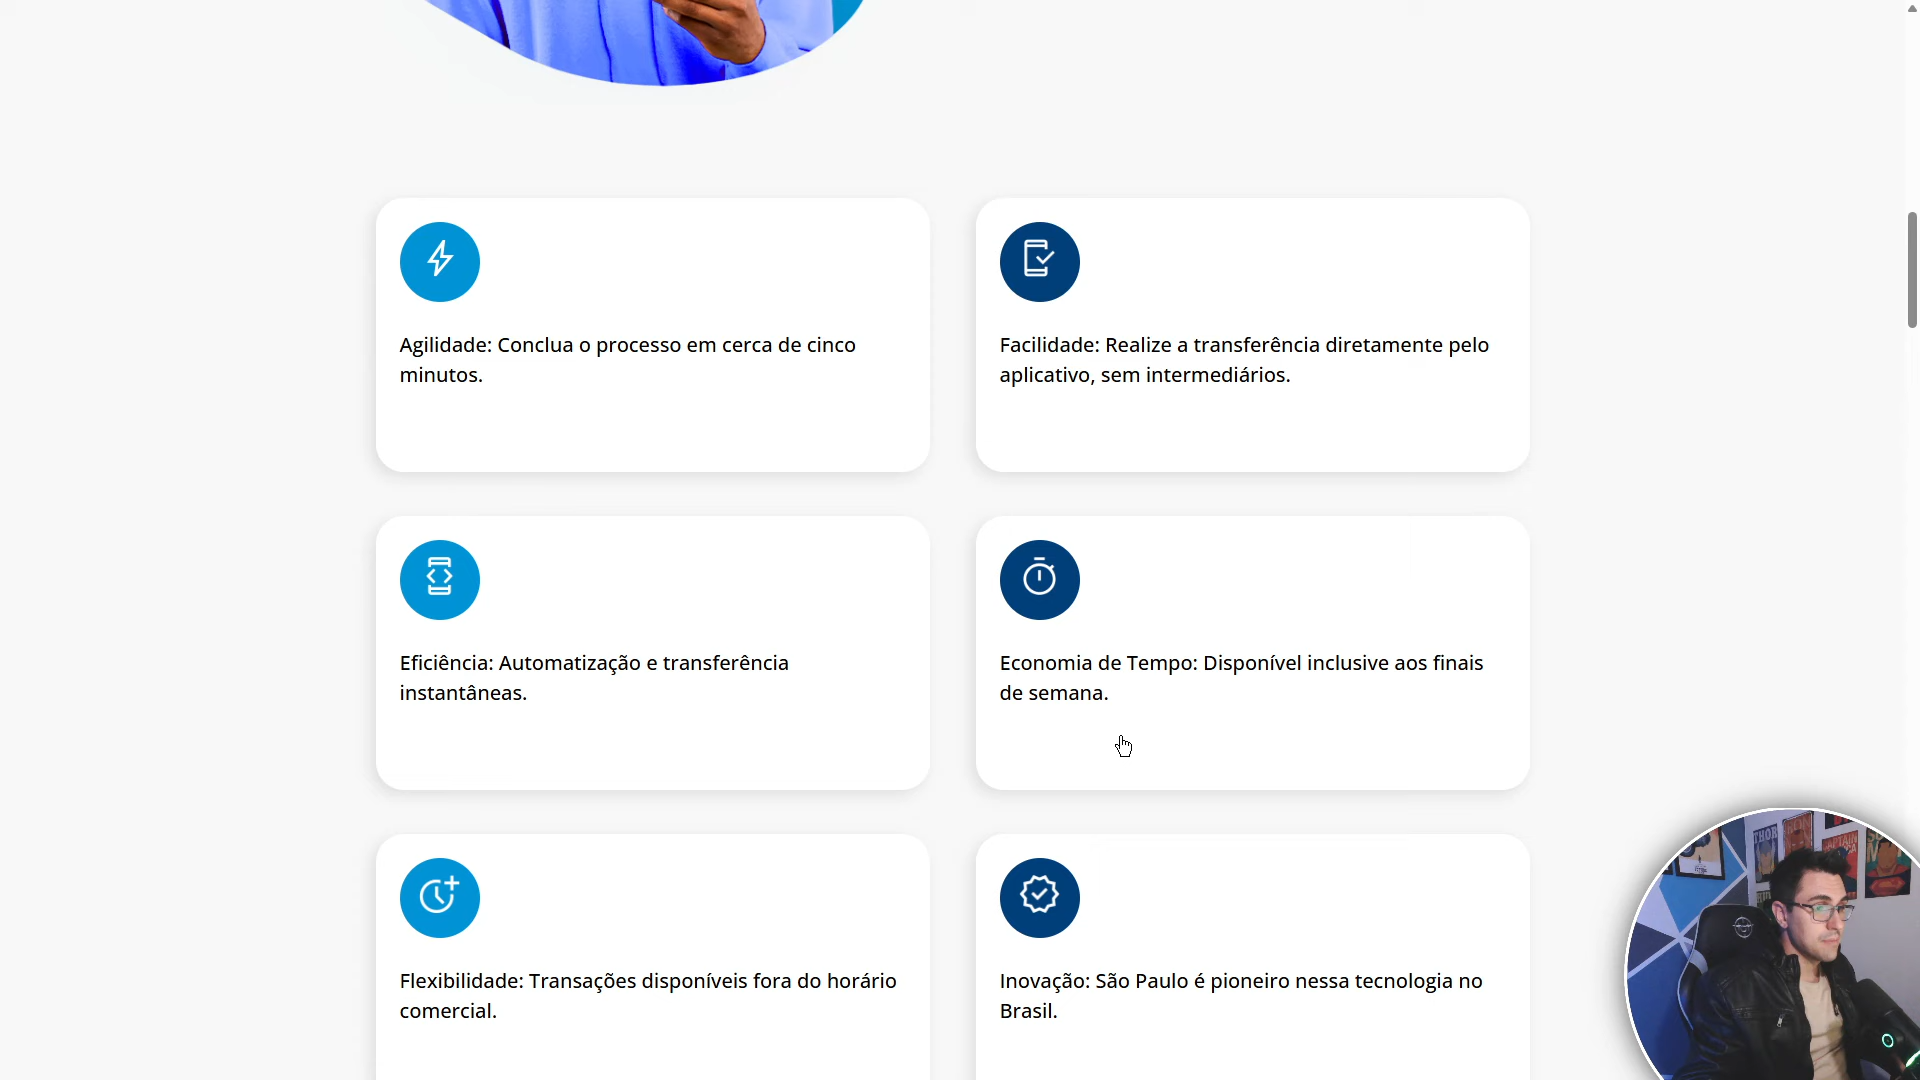 Agilidade: Conclua o processo em cerca de cinco
minutos.
Facilidade: Realize a transferência diretamente pelo
aplicativo, sem intermediários.
Eficiência: Automatização e transferência
instantâneas.
Economia de Tempo: Disponível inclusive aos finais
de semana.
Flexibilidade: Transações disponíveis fora do horário
comercial.
Inovação: São Paulo é pioneiro nessa tecnologia no
Brasil.
THOR